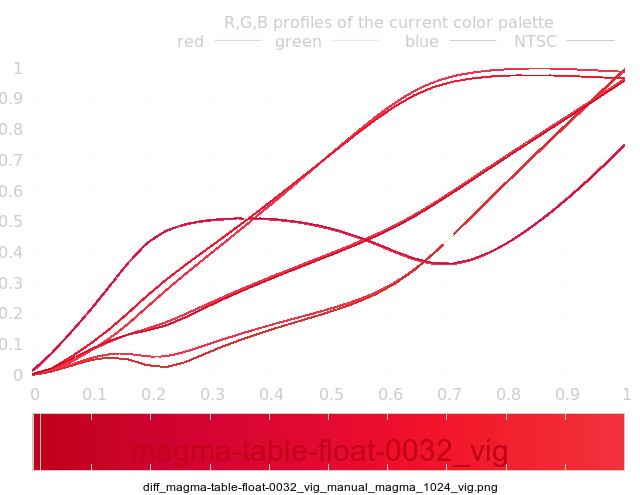 R,G,B profiles of the current color palette
red green blue NTSC
1
0.9
0.8
0.7
0.6
0.5
0.4
0.3
0.2
0.1
0
0 0.1 0.2 0.3 0.4 0.5 0.6 0.7 0.8 0.9 1
magma-table-float-0032_vig
diff_magma-table-float-0032_vig_manual_magma_1024_vig.png